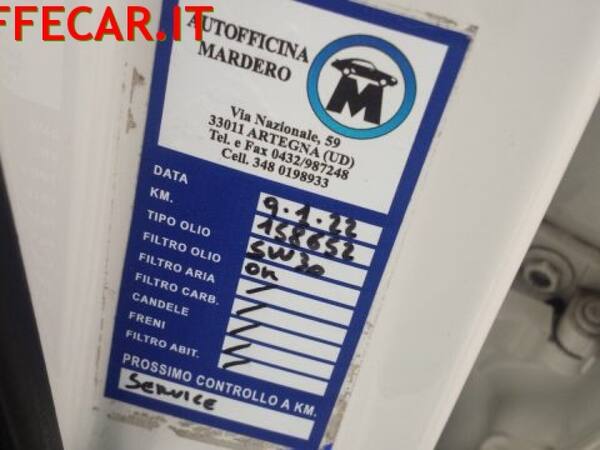 FFECAR.IT
AUTOFFICINA
MARDERO
M
Via Nazionale, 59
33011 ARTEGNA (UD)
Tel. e Fax 0432/987248
Cell. 348 0198933
DATA 9.1.22
KM. 158652
TIPO OLIO 5W30
FILTRO OLIO OK
FILTRO ARIA /
FILTRO CARB. /
CANDELE /
FRENI /
FILTRO ABIT. /
PROSSIMO CONTROLLO A KM.
SERVICE